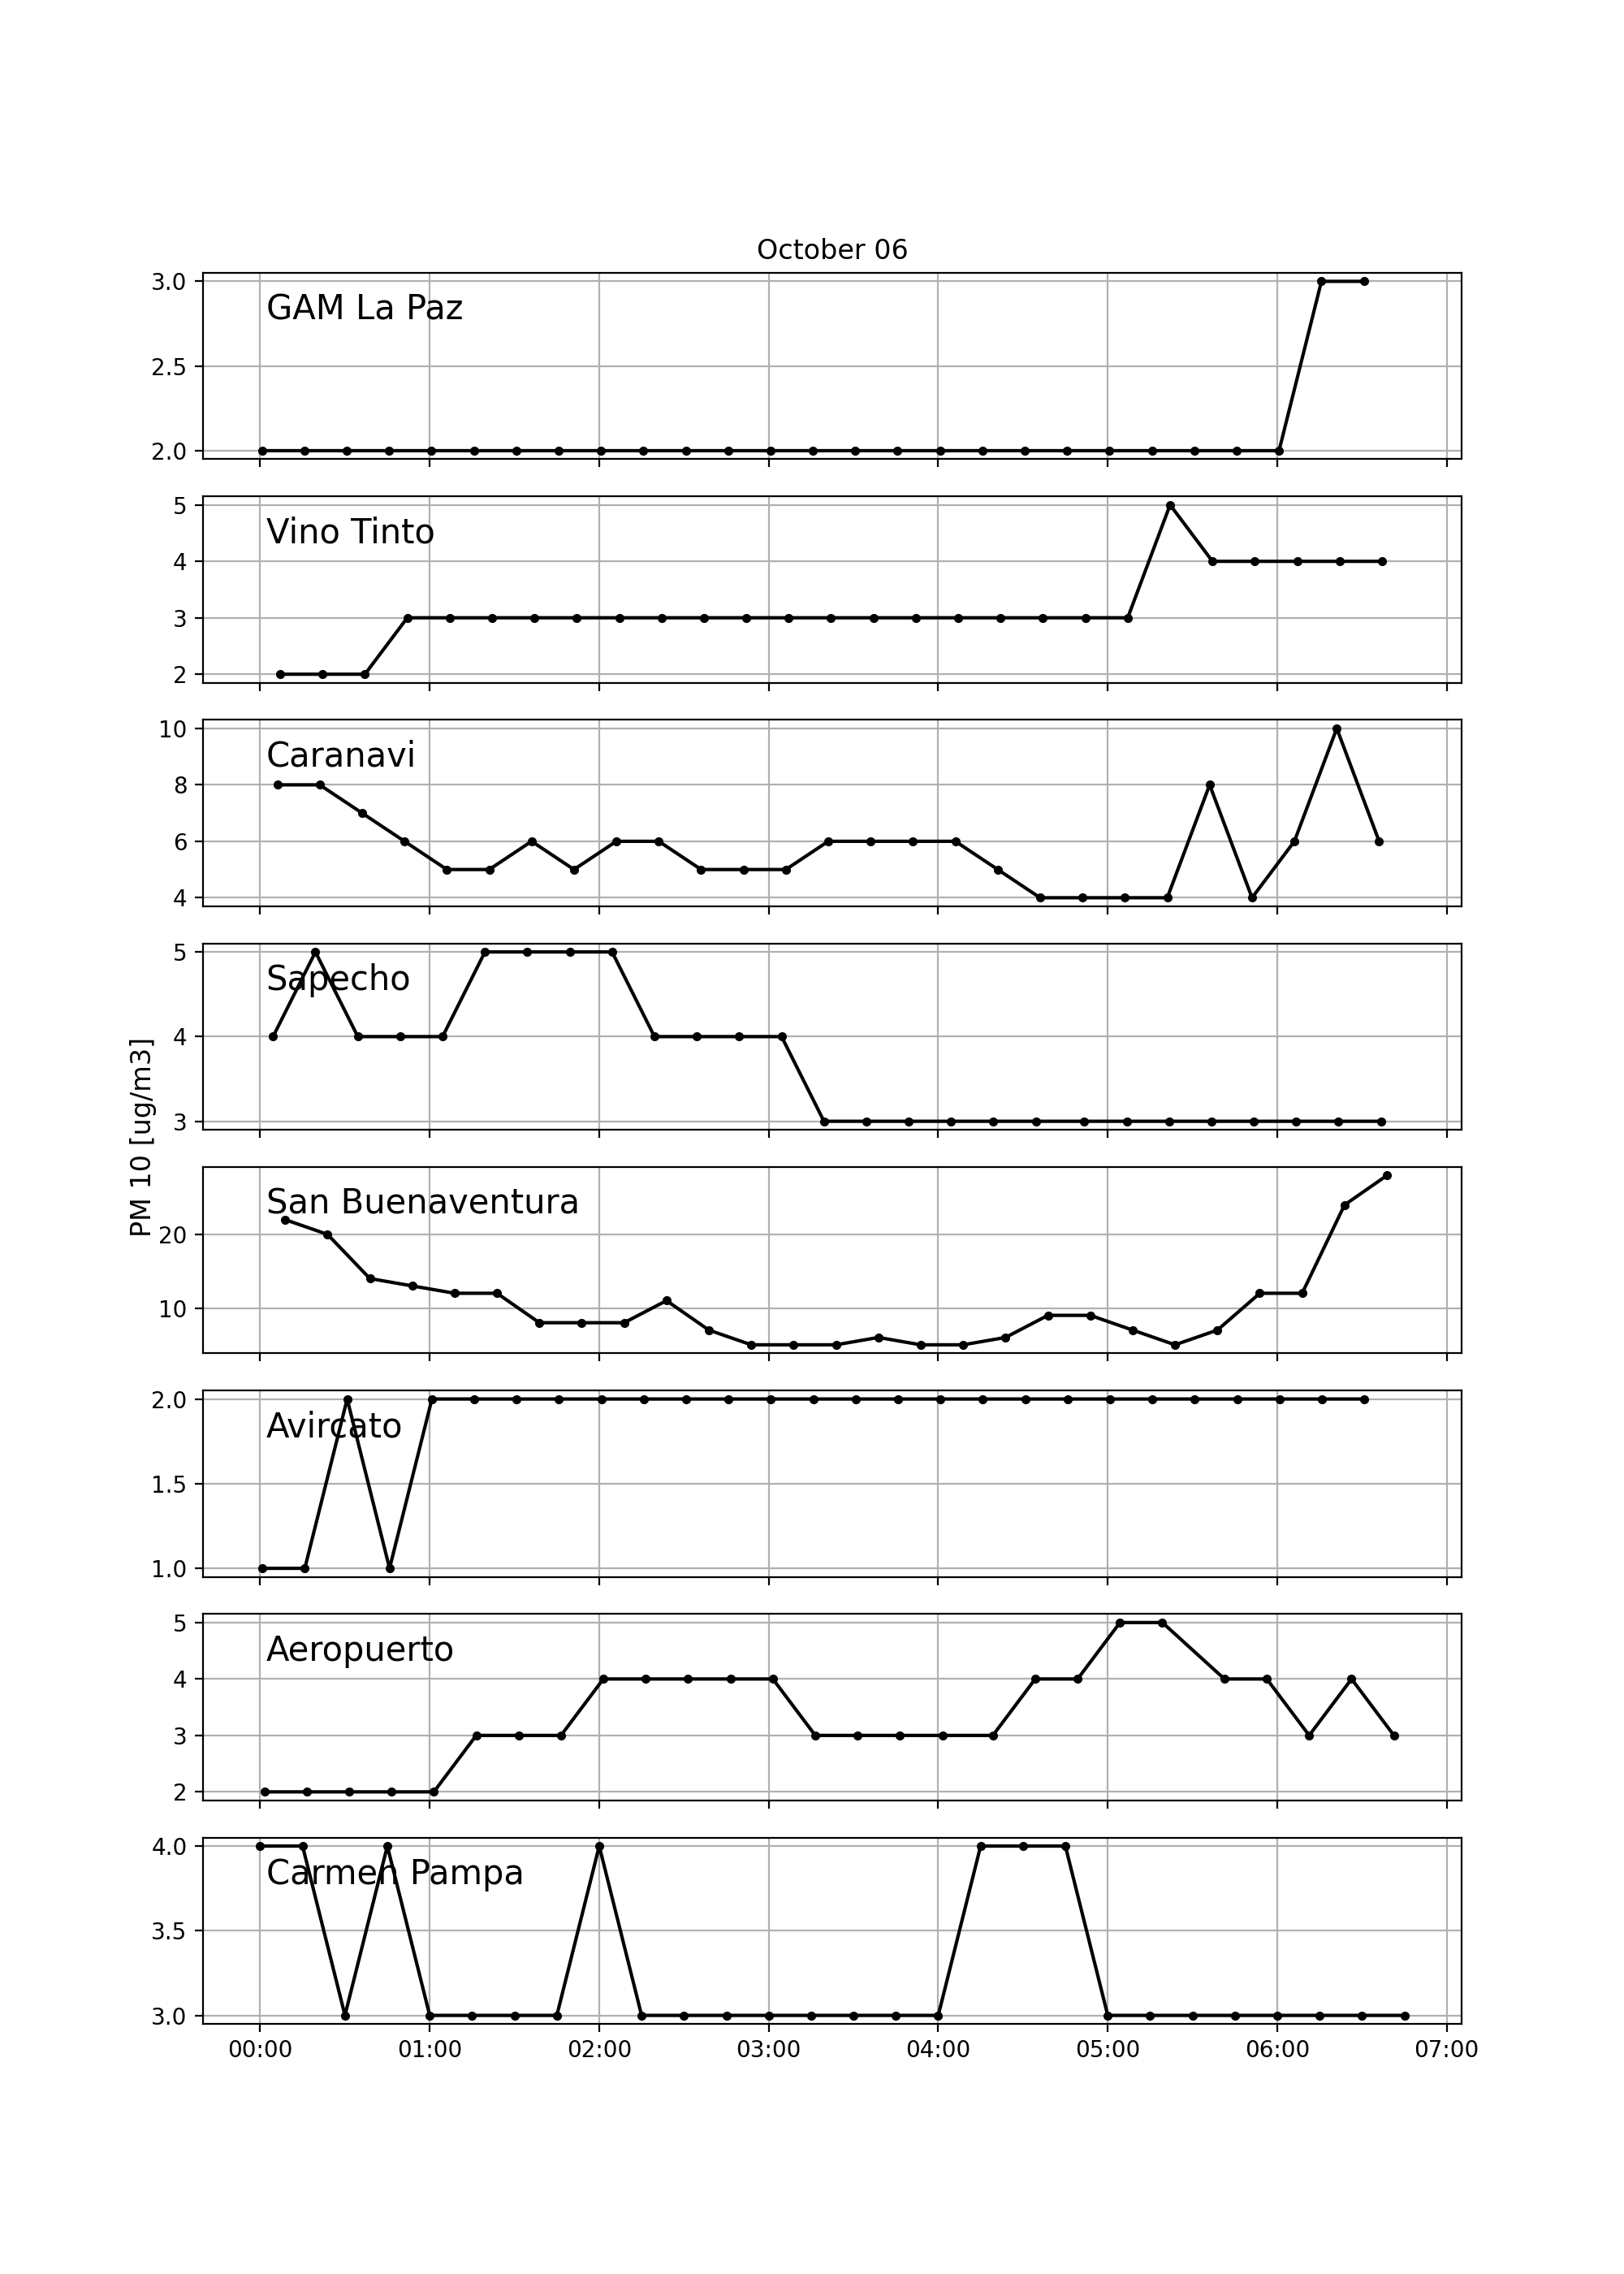 October 06
3.0
GAM La Paz
2.5
2.0
5
Vino Tinto
4
3
2
10
Caranavi
8
6
4
5
Sapecho
4
3
PM 10 [ug/m3]
San Buenaventura
20
10
2.0
Avircato
1.5
1.0
5
Aeropuerto
4
3
2
4.0
Carmen Pampa
3.5
3.0
00:00 01:00 02:00 03:00 04:00 05:00 06:00 07:00